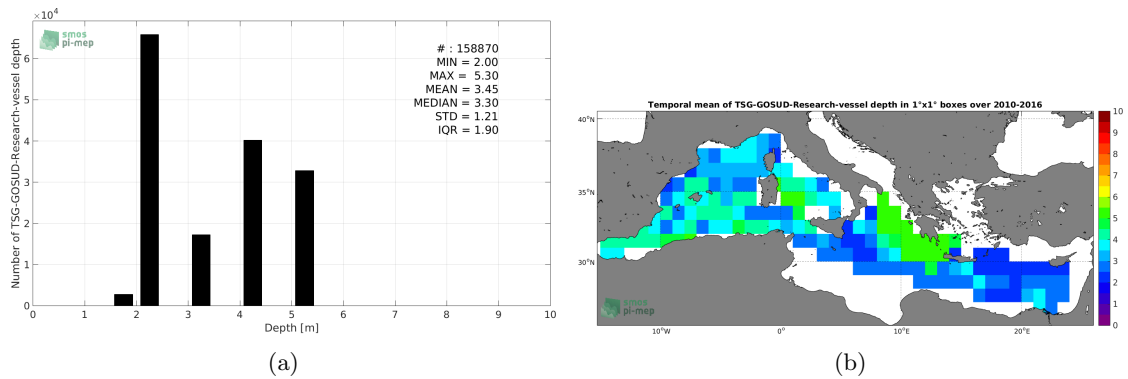 ×10^4
smos
pi-mep
# : 158870
MIN = 2.00
MAX = 5.30
MEAN = 3.45
MEDIAN = 3.30
STD = 1.21
IQR = 1.90
Number of TSG-GOSUD-Research-vessel depth
6
5
4
3
2
1
0
0 1 2 3 4 5 6 7 8 9 10
Depth [m]
(a)
Temporal mean of TSG-GOSUD-Research-vessel depth in 1°x1° boxes over 2010-2016
40°N
35°N
30°N
10°W 0° 10°E 20°E
smos
pi-mep
10
9
8
7
6
5
4
3
2
1
0
(b)